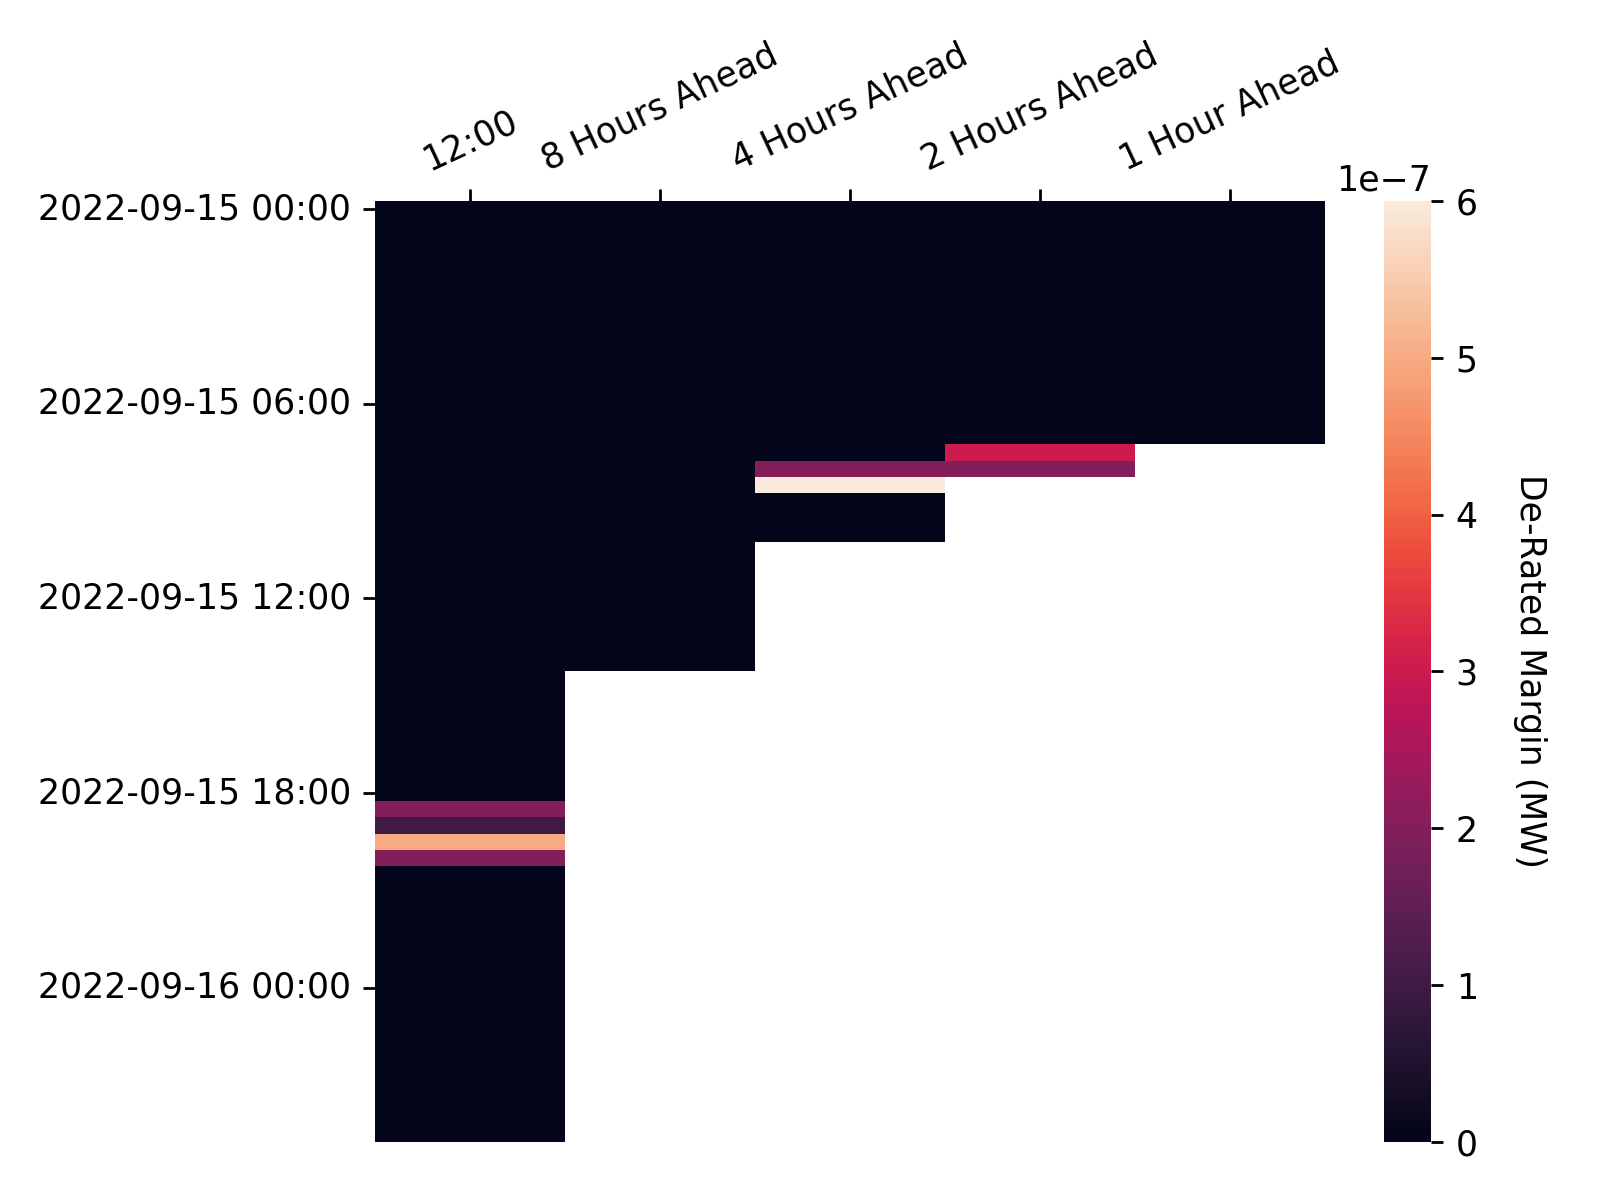 12:00
8 Hours Ahead
4 Hours Ahead
2 Hours Ahead
1 Hour Ahead
2022-09-15 00:00
2022-09-15 06:00
2022-09-15 12:00
2022-09-15 18:00
2022-09-16 00:00
1e−7
6
5
4
3
2
1
0
De-Rated Margin (MW)